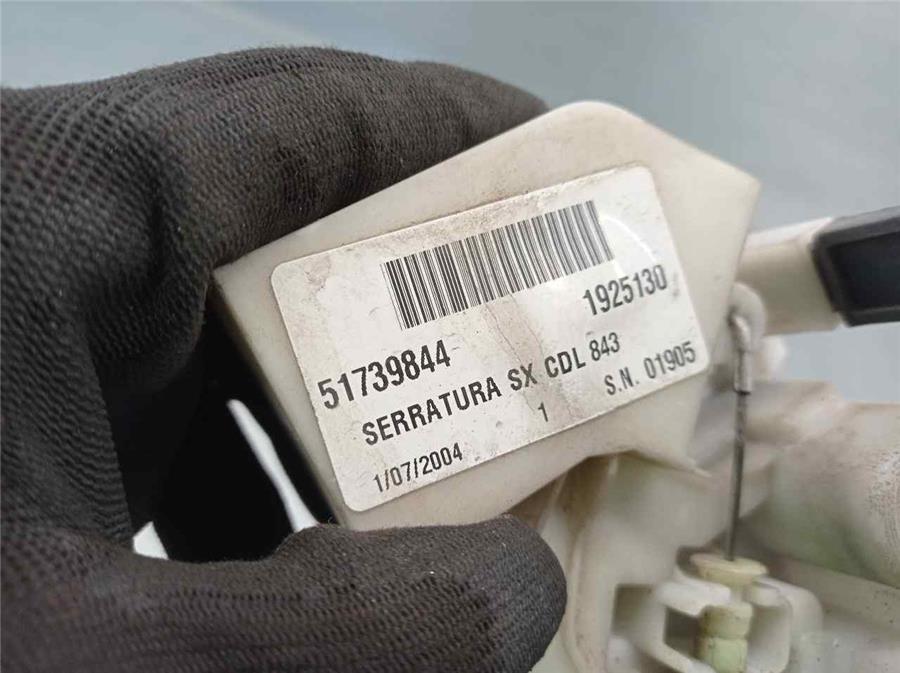 1925130
51739844
SERRATURA SX CDL 843
1/07/2004 1 S.N. 01905